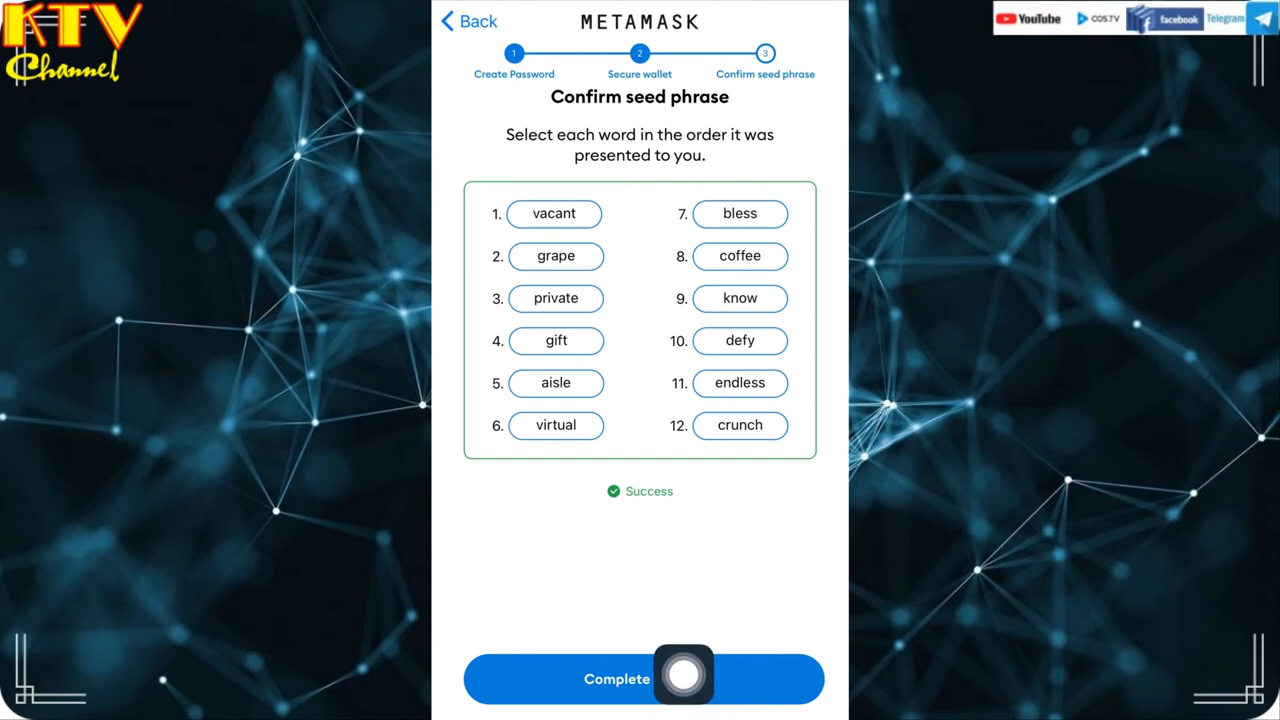 KTV
Channel
YouTube
COS.TV
facebook
Telegram
Back
METAMASK
1
2
3
Create Password
Secure wallet
Confirm seed phrase
Confirm seed phrase
Select each word in the order it was
presented to you.
1. vacant
2. grape
3. private
4. gift
5. aisle
6. virtual
7. bless
8. coffee
9. know
10. defy
11. endless
12. crunch
Success
Complete